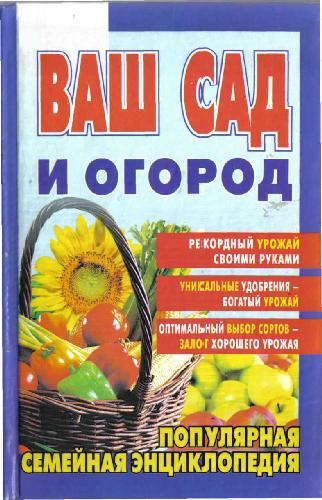 ВАШ САД
И ОГОРОД
РЕКОРДНЫЙ УРОЖАЙ
СВОИМИ РУКАМИ
УНИКАЛЬНЫЕ УДОБРЕНИЯ –
БОГАТЫЙ УРОЖАЙ
ОПТИМАЛЬНЫЙ ВЫБОР СОРТОВ –
ЗАЛОГ ХОРОШЕГО УРОЖАЯ
ПОПУЛЯРНАЯ
СЕМЕЙНАЯ ЭНЦИКЛОПЕДИЯ